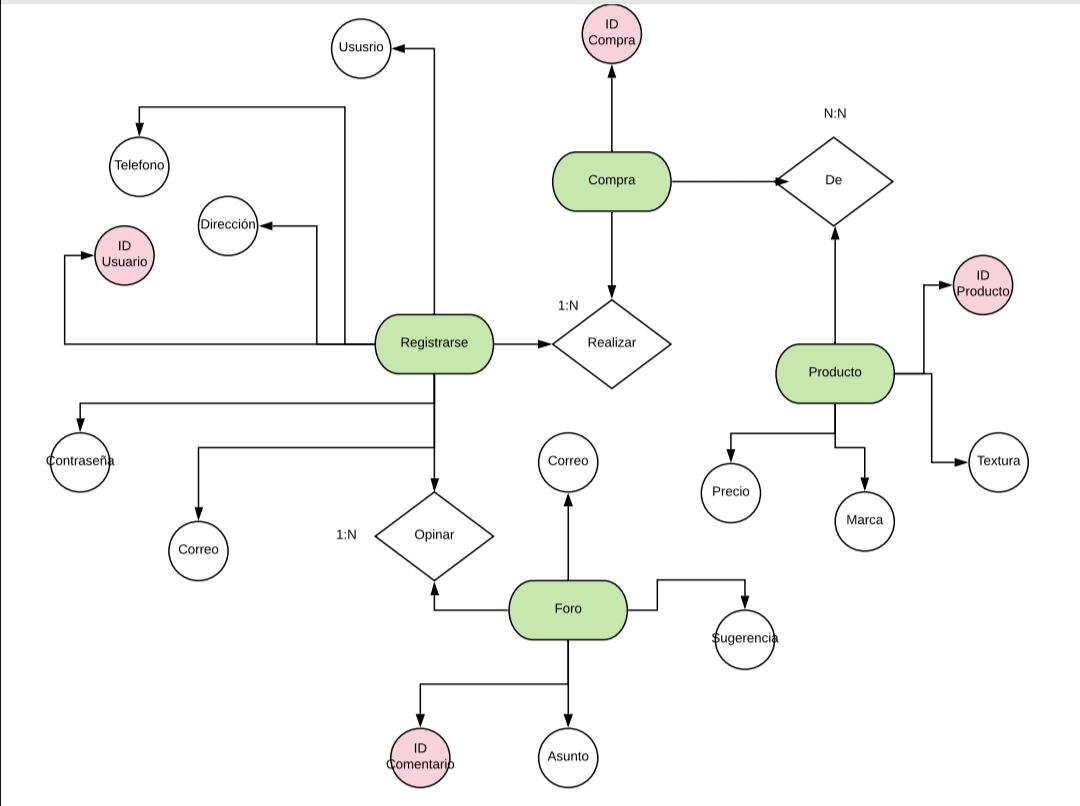 ID
Compra
Ususrio
N:N
Telefono
Compra
De
Dirección
ID
Usuario
ID
Producto
1:N
Registrarse
Realizar
Producto
Contraseña
Correo
Textura
Precio
Marca
1:N
Opinar
Correo
Foro
Sugerencia
ID
Comentario
Asunto